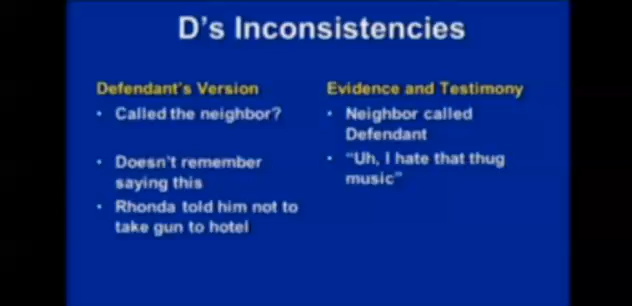 D's Inconsistencies
Defendant's Version
• Called the neighbor?
• Doesn't remember
saying this
• Rhonda told him not to
take gun to hotel
Evidence and Testimony
• Neighbor called
Defendant
• "Uh, I hate that thug
music"